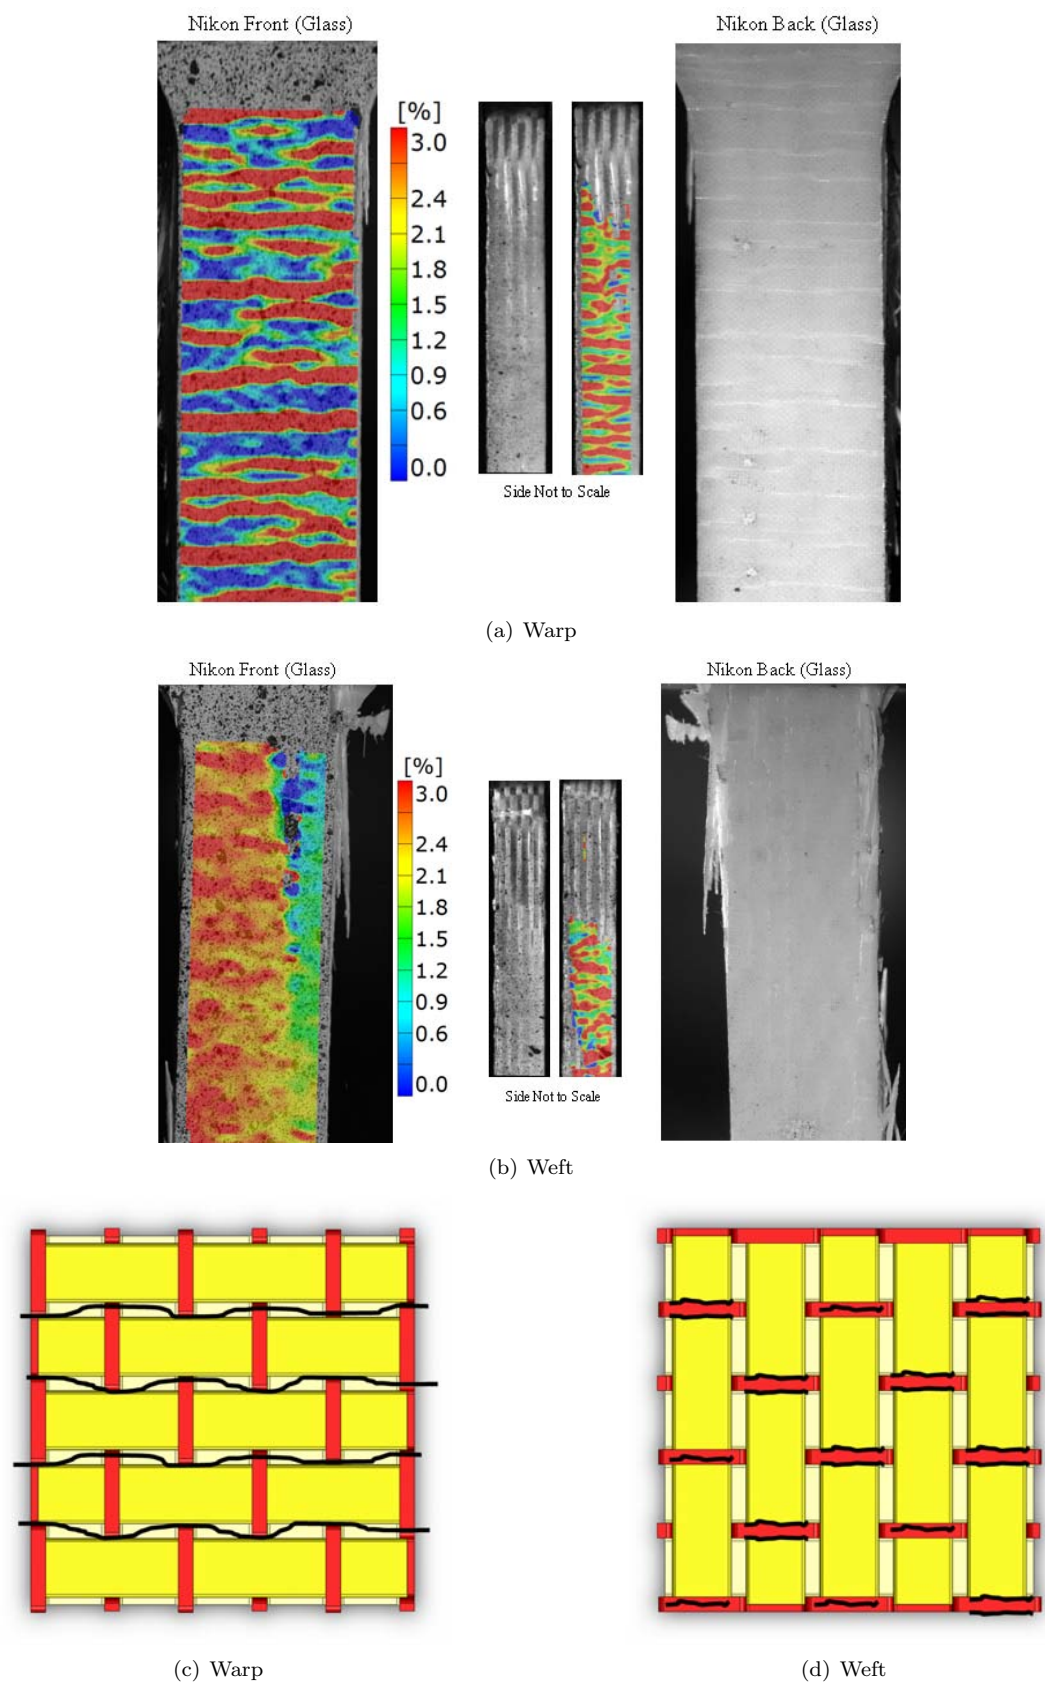 Nikon Front (Glass)
Nikon Back (Glass)
[%]
3.0
2.4
2.1
1.8
1.5
1.2
0.9
0.6
0.0
Side Not to Scale
(a) Warp
Nikon Front (Glass)
Nikon Back (Glass)
[%]
3.0
2.4
2.1
1.8
1.5
1.2
0.9
0.6
0.0
Side Not to Scale
(b) Weft
(c) Warp
(d) Weft